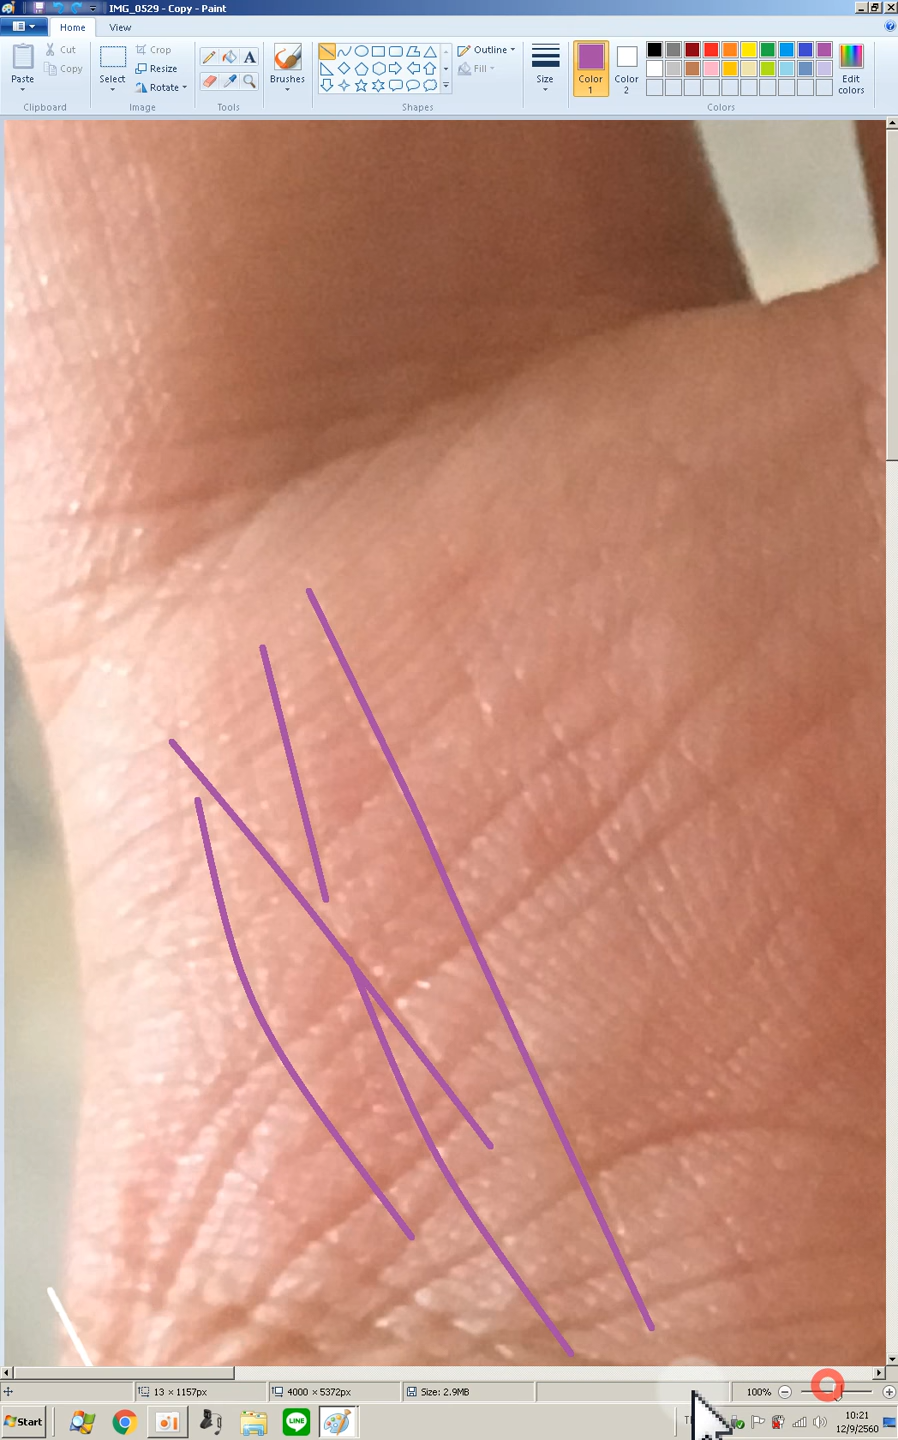 IMG_0529 - Copy - Paint
Home View
Paste
Cut
Copy
Clipboard
Select
Crop
Resize
Rotate
Image
A
Tools
Brushes
Outline
Fill
Shapes
Size
Color
1
Color
2
Edit
colors
Colors
13 × 1157px
4000 × 5372px
Size: 2.9MB
100%
Start
LINE
10:21
12/9/2560